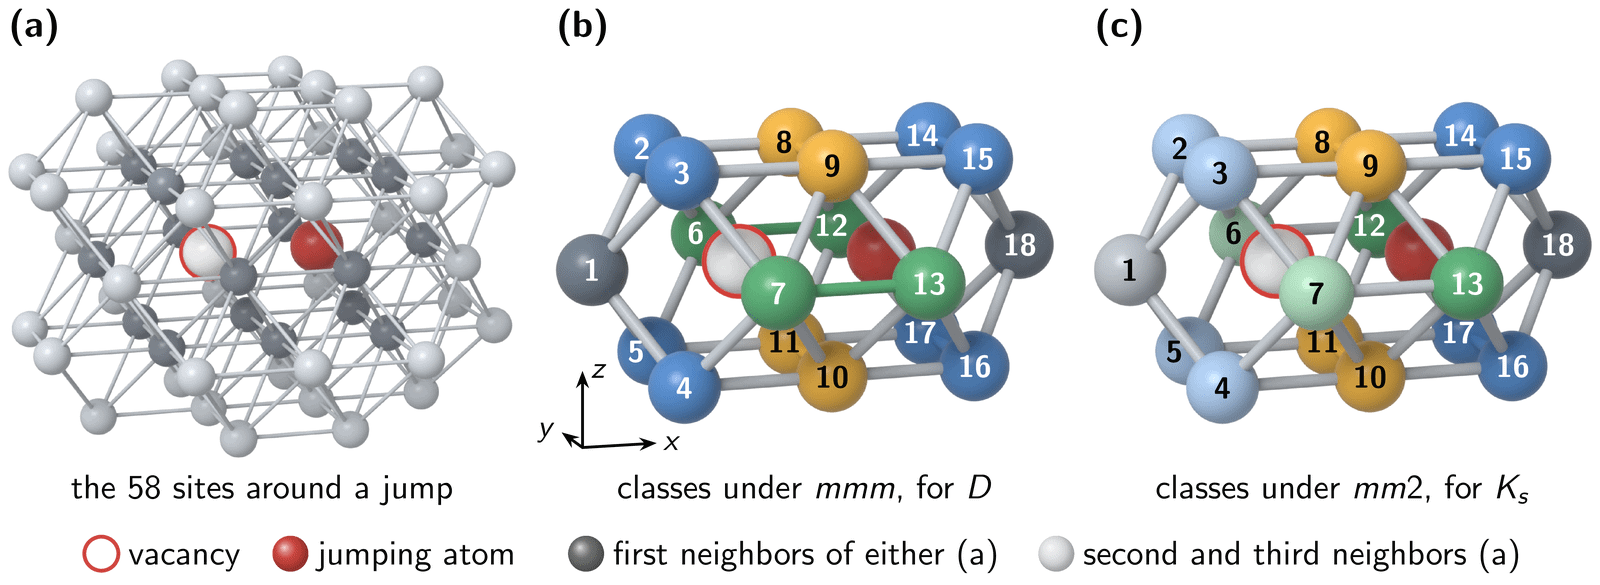 (a)
(b)
(c)
2
3
8
9
14
15
1
6
7
12
13
18
5
4
11
10
17
16
z
y
x
2
3
8
9
14
15
1
6
7
12
13
18
5
4
11
10
17
16
the 58 sites around a jump
classes under mmm, for D
classes under mm2, for Kₛ
vacancy
jumping atom
first neighbors of either (a)
second and third neighbors (a)